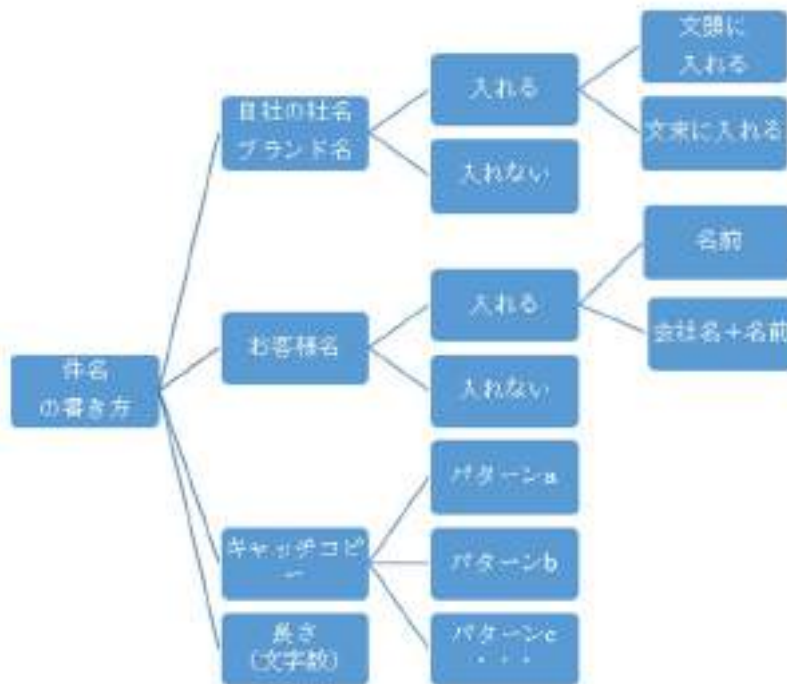 件名
の書き方
自社の社名
ブランド名
入れる
文頭に
入れる
文末に入れる
入れない
お客様名
入れる
名前
会社名+名前
入れない
キャッチコピ
ー
パターンa
パターンb
パターンc
・・・
長さ
(文字数)